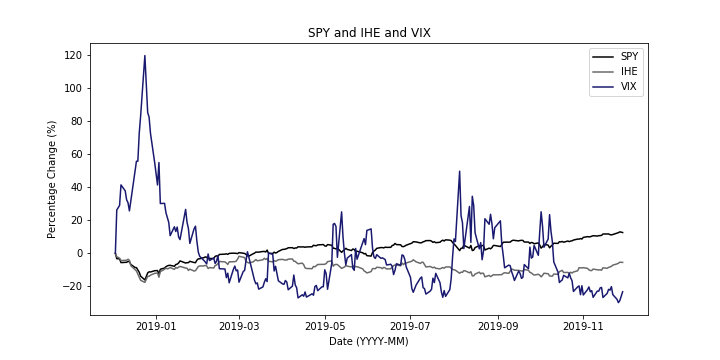 SPY and IHE and VIX
SPY
IHE
VIX
Percentage Change (%)
120
100
80
60
40
20
0
−20
2019-01
2019-03
2019-05
2019-07
2019-09
2019-11
Date (YYYY-MM)